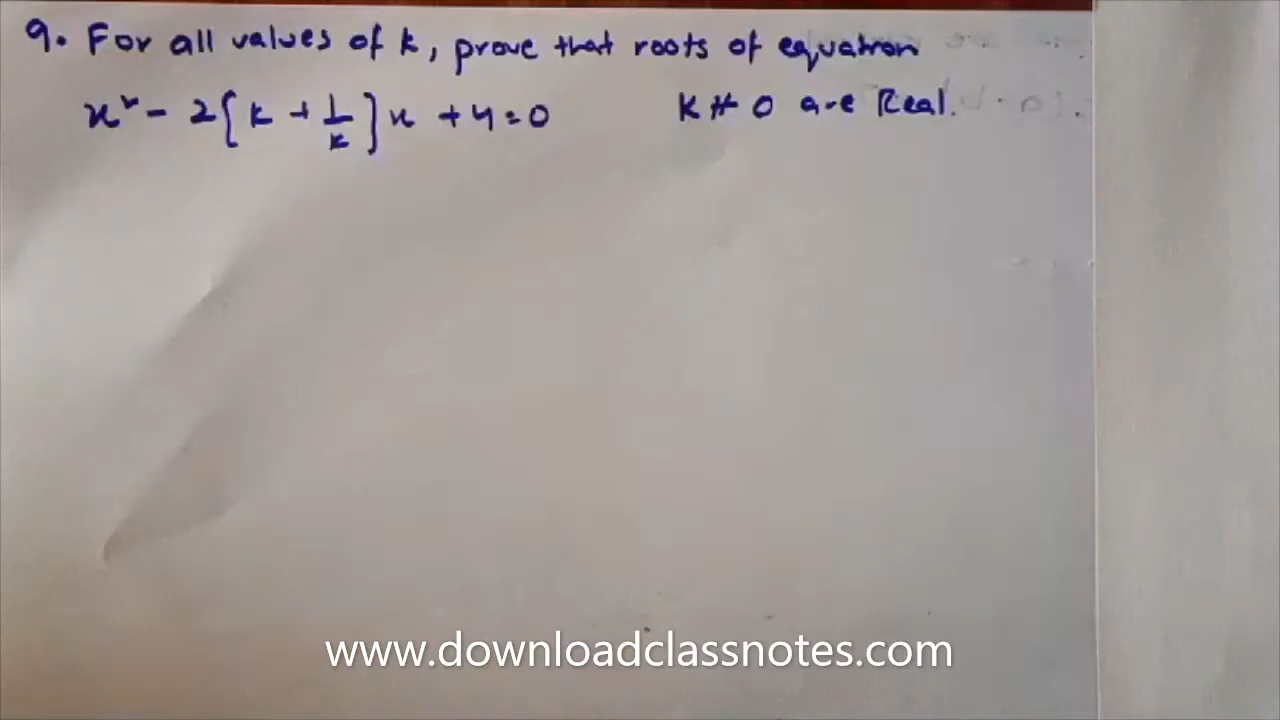 9. For all values of k, prove that roots of equation
x² - 2{k + 1/k]x + 4 = 0 K ≠ 0 are Real.
www.downloadclassnotes.com